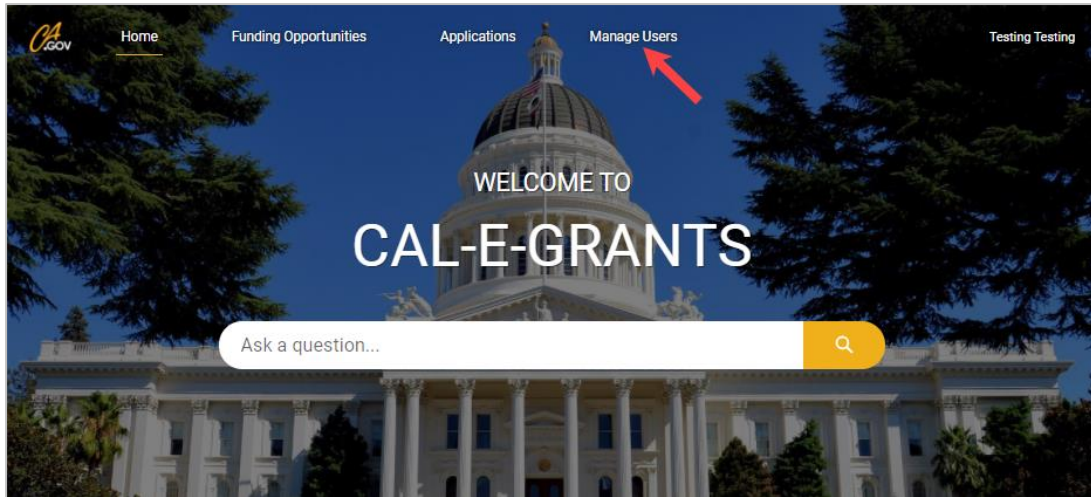 CA.GOV Home Funding Opportunities Applications Manage Users Testing Testing
WELCOME TO
CAL-E-GRANTS
Ask a question...